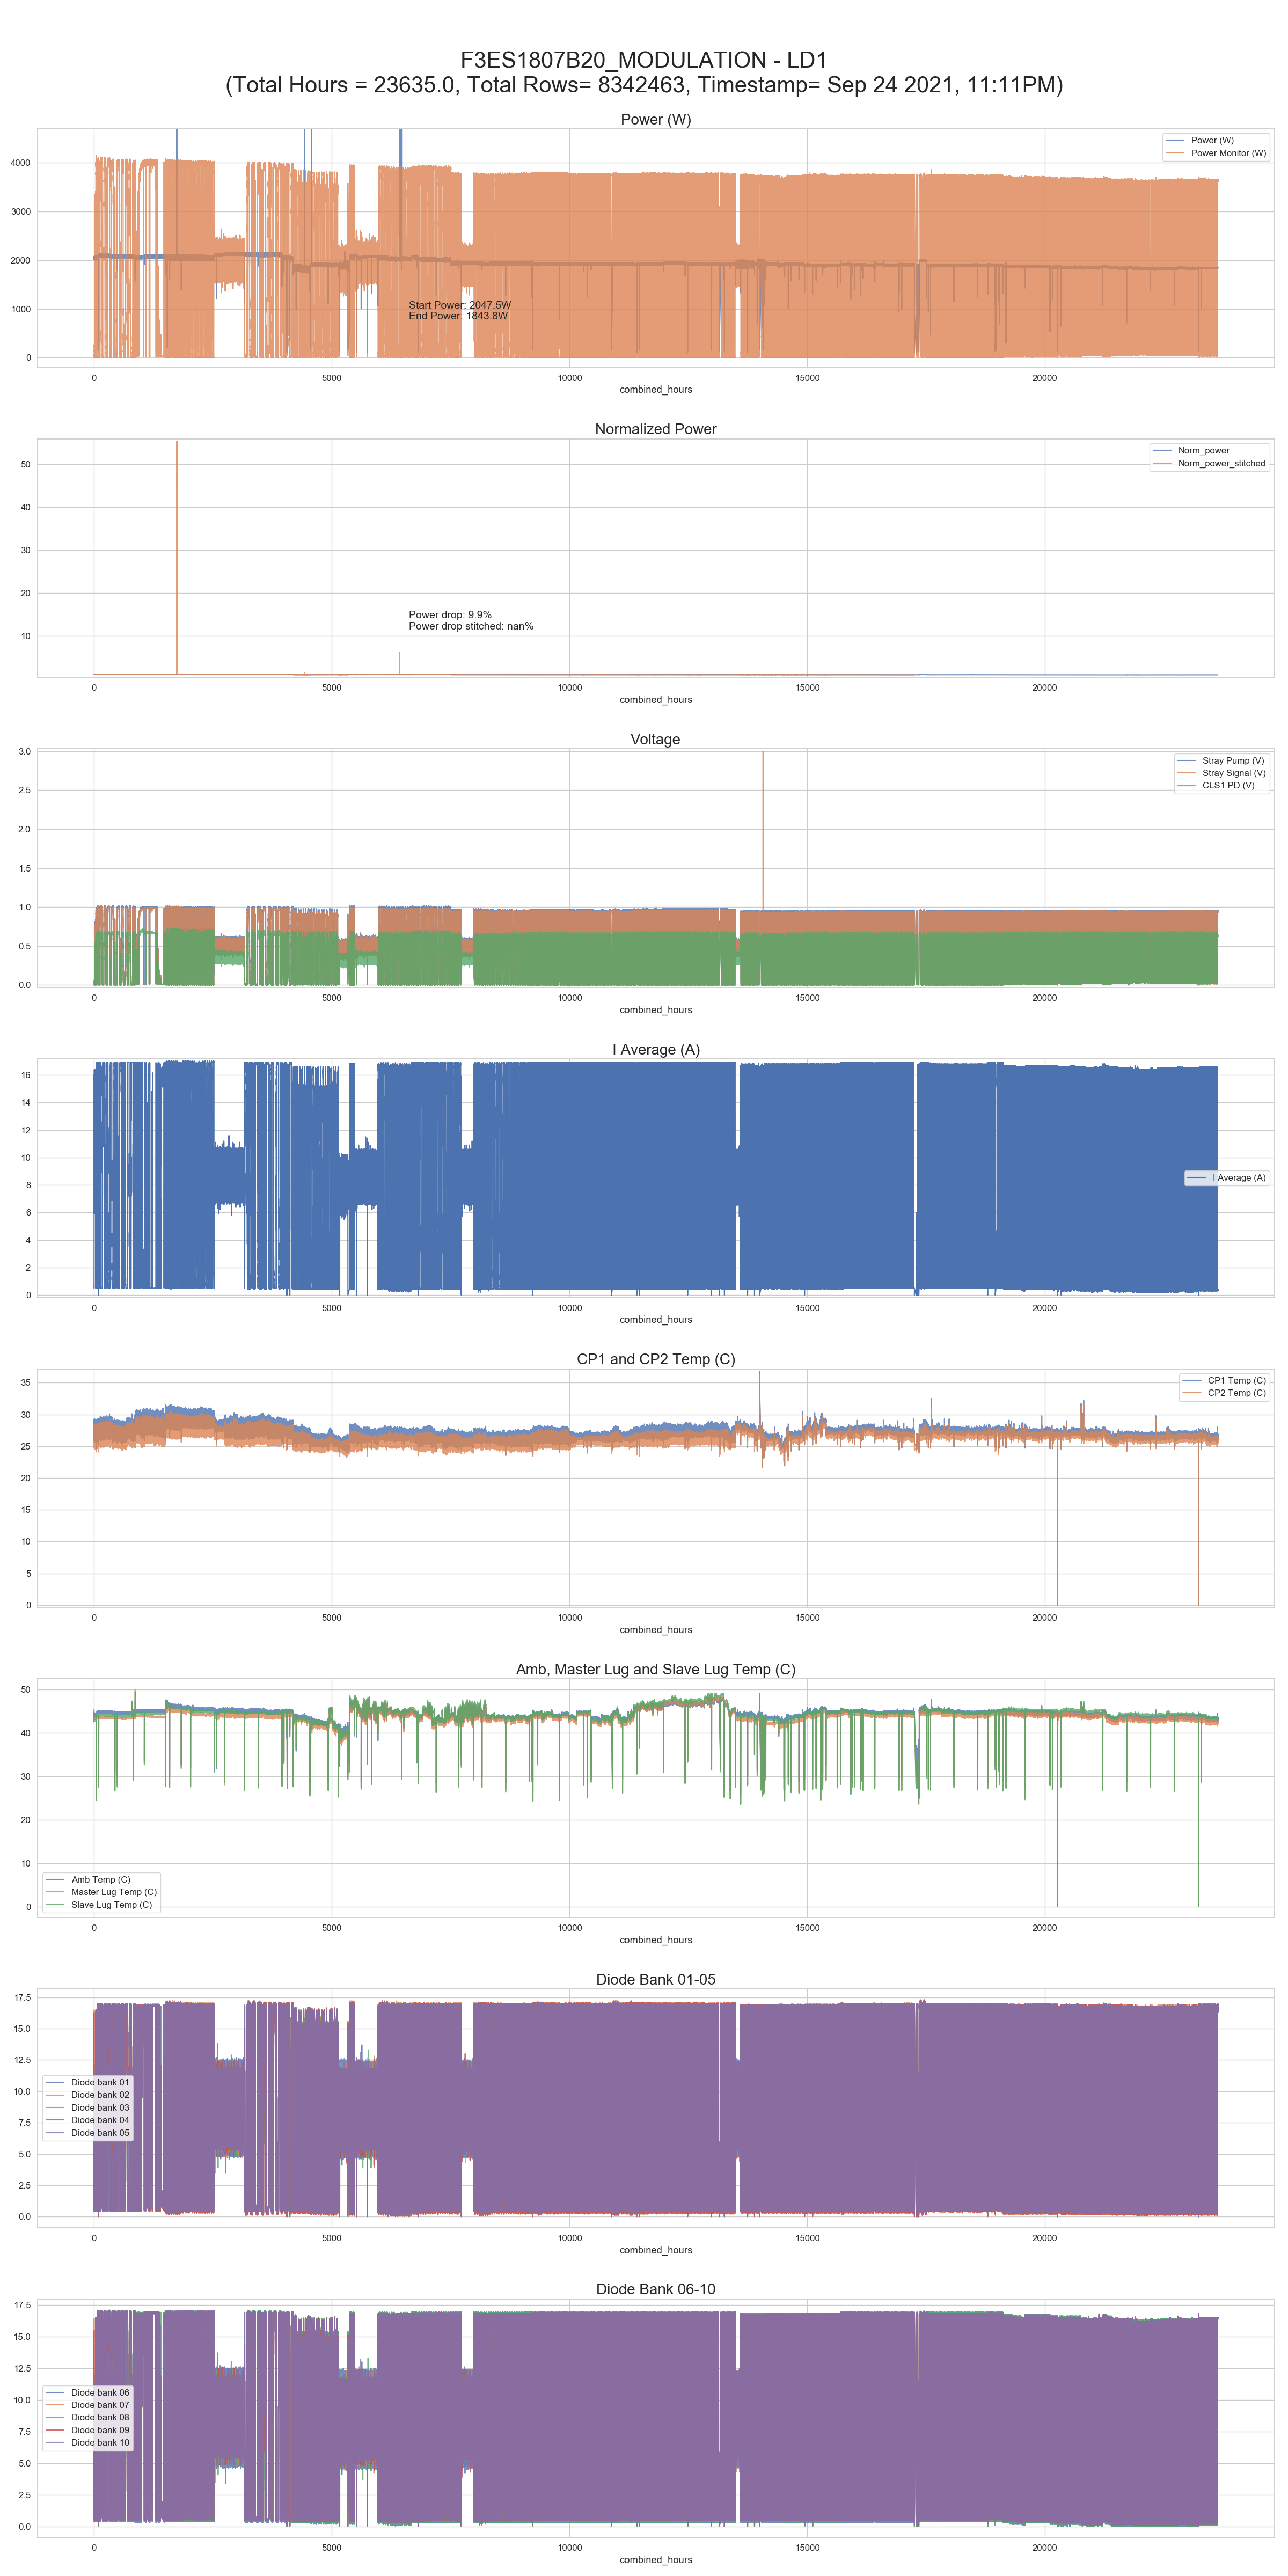 F3ES1807B20_MODULATION - LD1
(Total Hours = 23635.0, Total Rows= 8342463, Timestamp= Sep 24 2021, 11:11PM)
Power (W)
Power (W)
Power Monitor (W)
4000
3000
2000
1000
0
Start Power: 2047.5W
End Power: 1843.8W
0 5000 10000 15000 20000
combined_hours
Normalized Power
Norm_power
Norm_power_stitched
50
40
30
20
10
Power drop: 9.9%
Power drop stitched: nan%
0 5000 10000 15000 20000
combined_hours
Voltage
Stray Pump (V)
Stray Signal (V)
CLS1 PD (V)
3.0
2.5
2.0
1.5
1.0
0.5
0.0
0 5000 10000 15000 20000
combined_hours
I Average (A)
16
14
12
10
8
6
4
2
0
I Average (A)
0 5000 10000 15000 20000
combined_hours
CP1 and CP2 Temp (C)
CP1 Temp (C)
CP2 Temp (C)
35
30
25
20
15
10
5
0
0 5000 10000 15000 20000
combined_hours
Amb, Master Lug and Slave Lug Temp (C)
50
40
30
20
10
0
Amb Temp (C)
Master Lug Temp (C)
Slave Lug Temp (C)
0 5000 10000 15000 20000
combined_hours
Diode Bank 01-05
17.5
15.0
12.5
10.0
7.5
5.0
2.5
0.0
Diode bank 01
Diode bank 02
Diode bank 03
Diode bank 04
Diode bank 05
0 5000 10000 15000 20000
combined_hours
Diode Bank 06-10
17.5
15.0
12.5
10.0
7.5
5.0
2.5
0.0
Diode bank 06
Diode bank 07
Diode bank 08
Diode bank 09
Diode bank 10
0 5000 10000 15000 20000
combined_hours